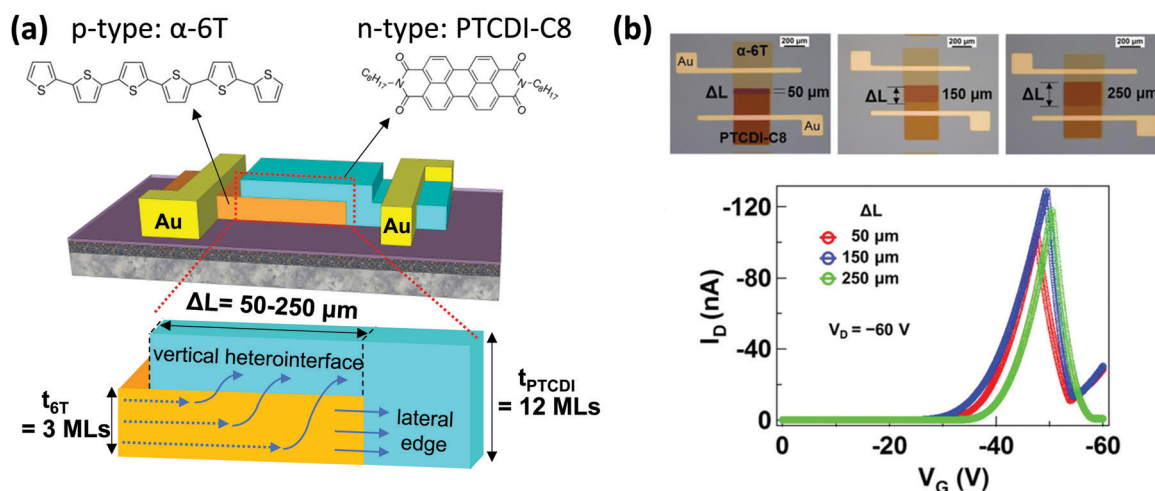 (a)
p-type: α-6T
n-type: PTCDI-C8
S
S
S
S
S
S
C8H17
N
O
O
O
O
N
C8H17
Au
Au
ΔL= 50-250 µm
vertical heterointerface
t6T
= 3 MLs
lateral
edge
tPTCDI
= 12 MLs
(b)
200 µm
Au
α-6T
ΔL
50 µm
PTCDI-C8
Au
200 µm
ΔL
150 µm
200 µm
ΔL
250 µm
-120
-80
-40
0
ID (nA)
ΔL
50 µm
150 µm
250 µm
VD = −60 V
0
-20
-40
-60
VG (V)